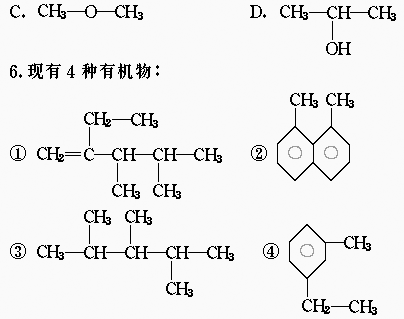 C. CH₃—O—CH₃ D. CH₃—CH—CH₃
OH
6.现有 4 种有机物:
CH₂—CH₃ CH₃ CH₃
① CH₂=C—CH—CH—CH₃ ②
CH₃ CH₃
CH₃ CH₃
③ CH₃—CH—CH—CH—CH₃ ④ CH₃
CH₃
CH₂—CH₃